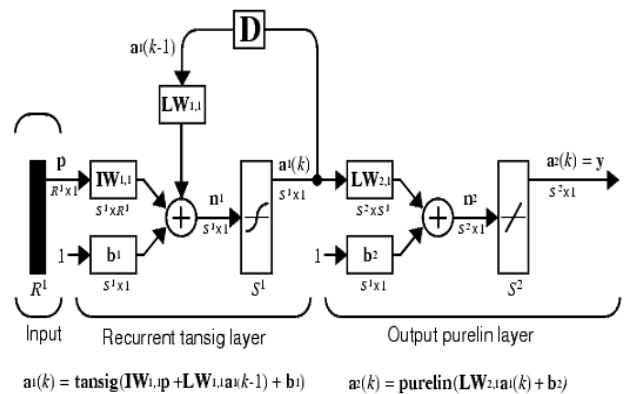 D
a1(k-1)
LW1,1
p
R1x1
IW1,1
S1xR1
1
b1
S1x1
R1
+
n1
S1x1
S1
a1(k)
S1x1
LW2,1
S2xS1
1
b2
S1x1
+
n2
S2x1
S2
a2(k) = y
S2x1
Input
Recurrent tansig layer
Output purelin layer
a1(k) = tansig(IW1,1p +LW1,1a1(k-1) + b1)
a2(k) = purelin(LW2,1a1(k) + b2)